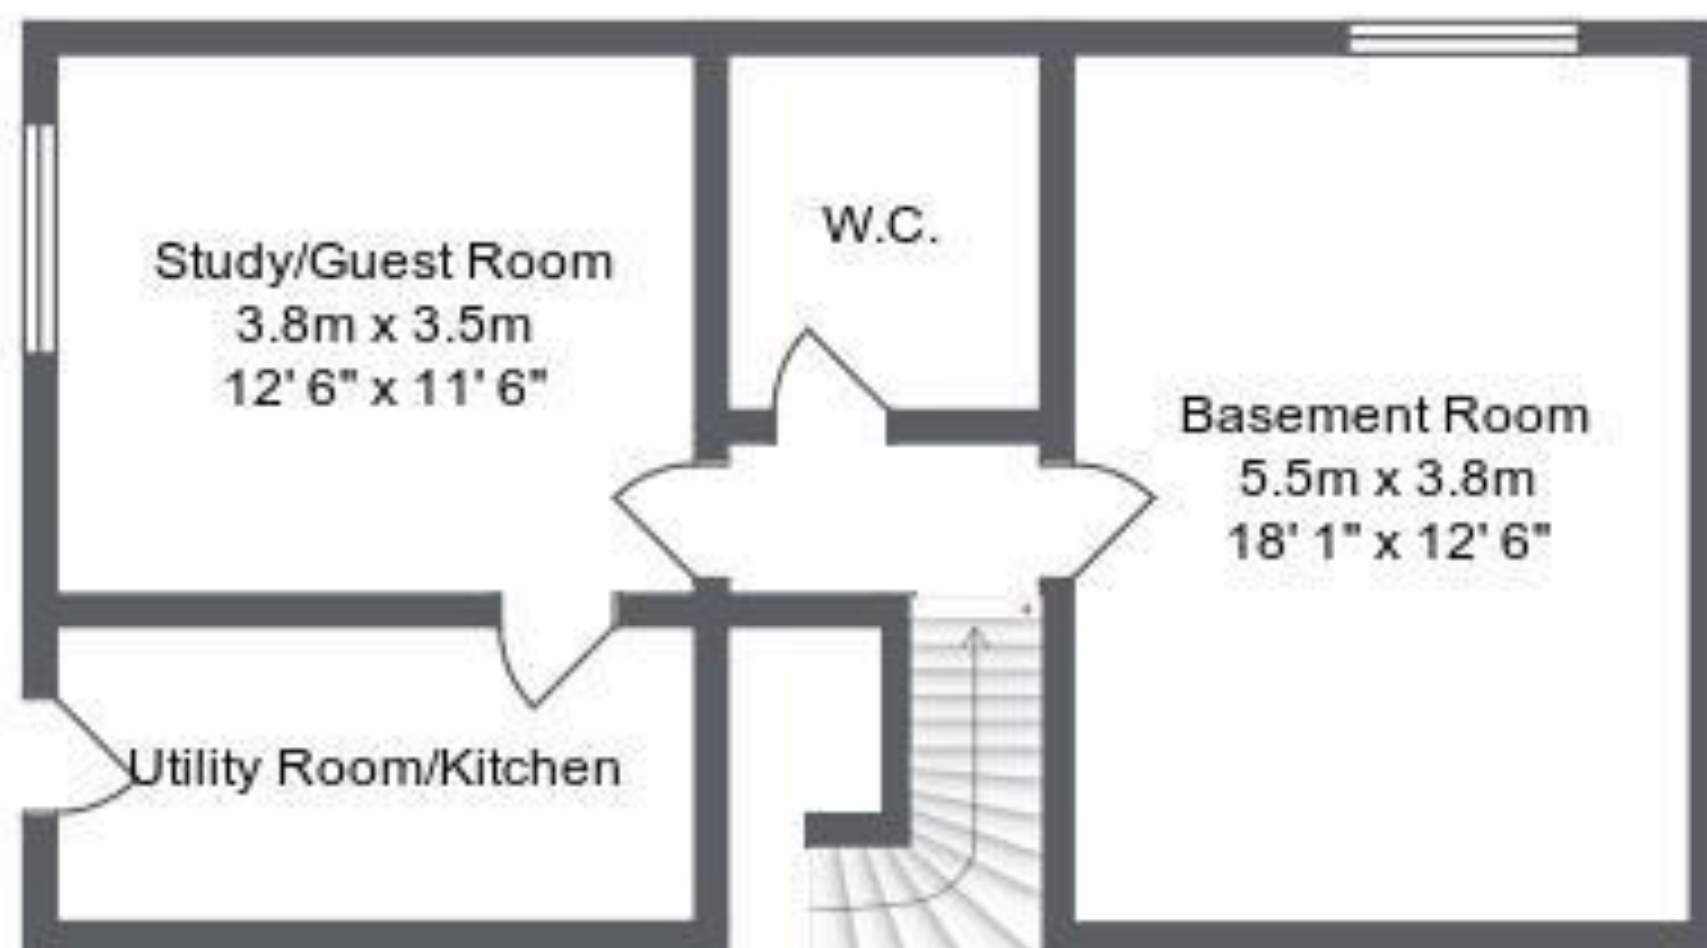 Study/Guest Room
3.8m x 3.5m
12' 6" x 11' 6"
W.C.
Basement Room
5.5m x 3.8m
18' 1" x 12' 6"
Utility Room/Kitchen